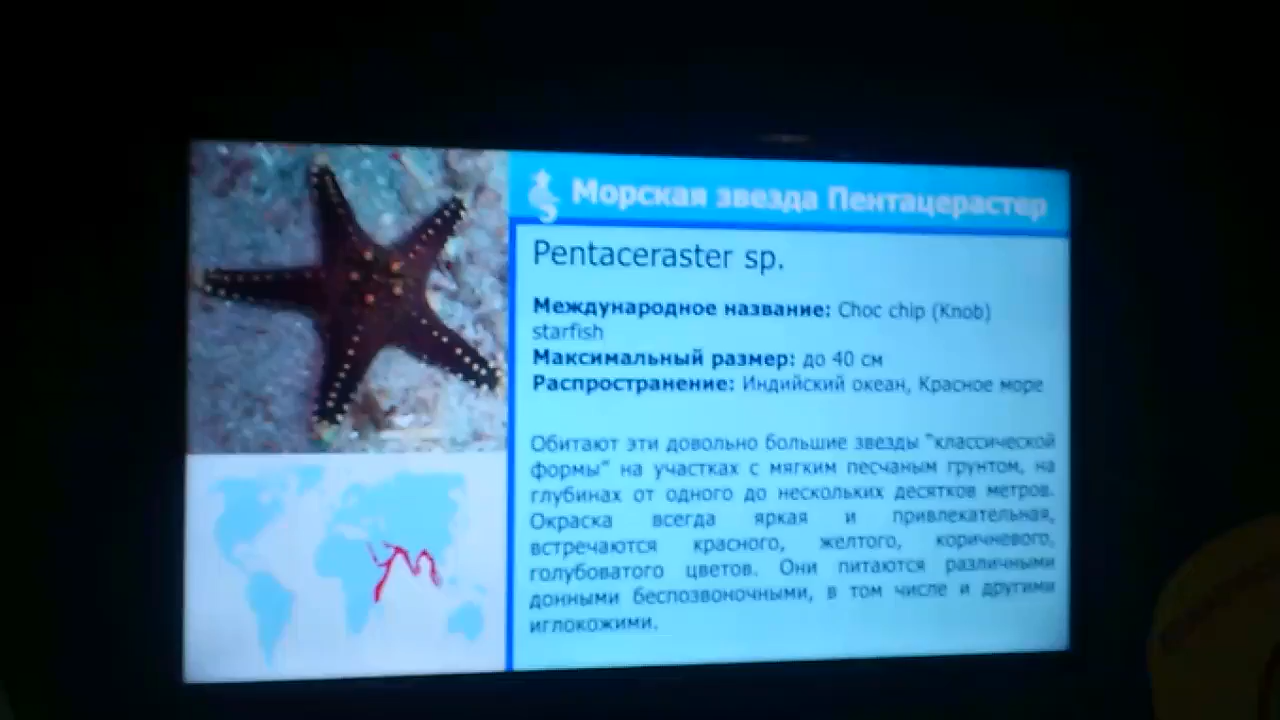 Морская звезда Пентацерастер
Pentaceraster sp.
Международное название: Choc chip (Knob)
starfish
Максимальный размер: до 40 см
Распространение: Индийский океан, Красное море
Обитают эти довольно большие звезды "классической
формы" на участках с мягким песчаным грунтом, на
глубинах от одного до нескольких десятков метров.
Окраска всегда яркая и привлекательная,
встречаются красного, желтого, коричневого,
голубоватого цветов. Они питаются различными
донными беспозвоночными, в том числе и другими
иглокожими.